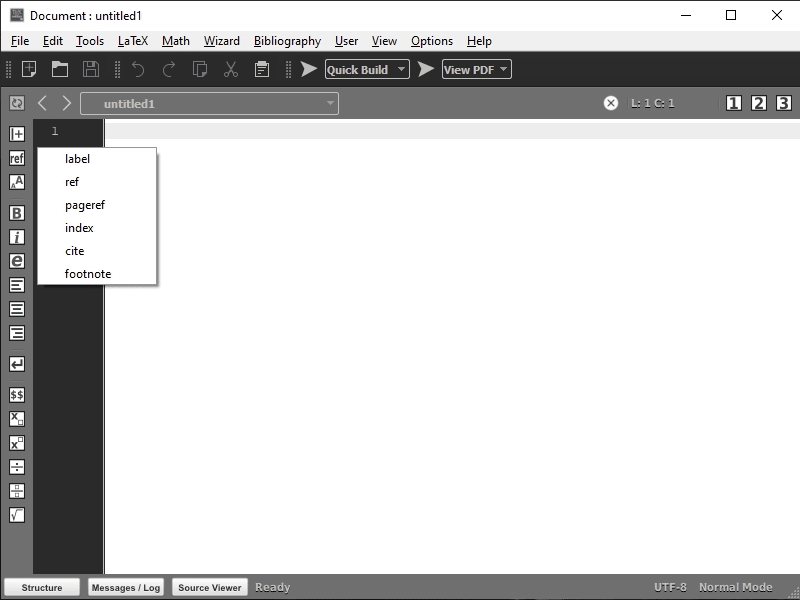 Document : untitled1
File Edit Tools LaTeX Math Wizard Bibliography User View Options Help
Quick Build View PDF
untitled1 L: 1 C: 1 1 2 3
1
ref
label
ref
pageref
index
cite
footnote
A A
B
i
e
$$
x
x
Structure Messages / Log Source Viewer Ready UTF-8 Normal Mode